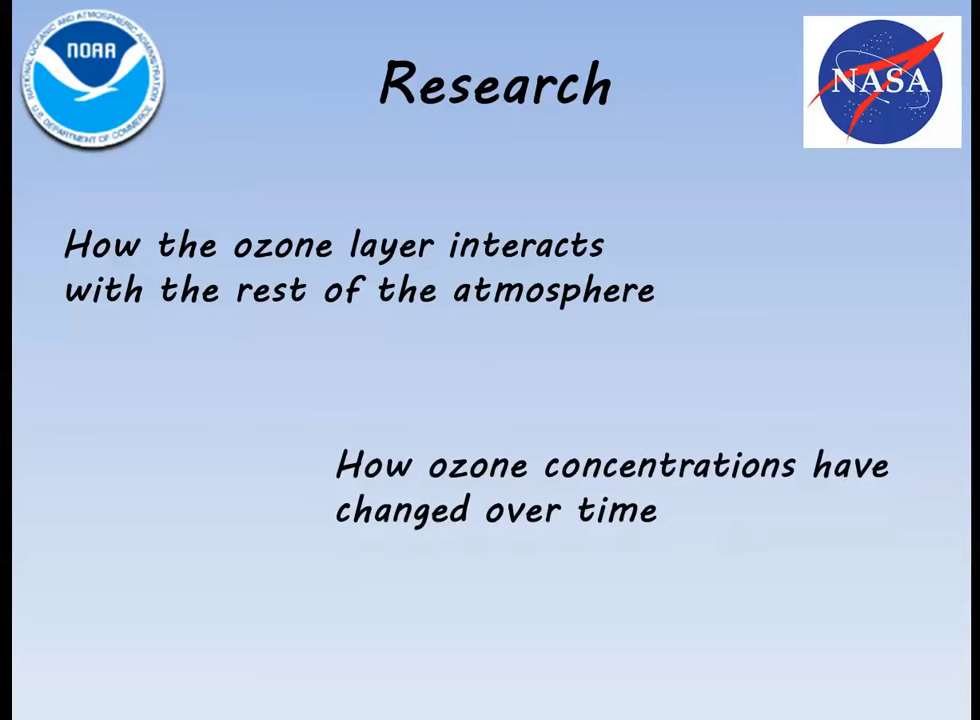 NATIONAL OCEANIC AND ATMOSPHERIC ADMINISTRATION
NOAA
U.S. DEPARTMENT OF COMMERCE
Research
NASA
How the ozone layer interacts
with the rest of the atmosphere
How ozone concentrations have
changed over time